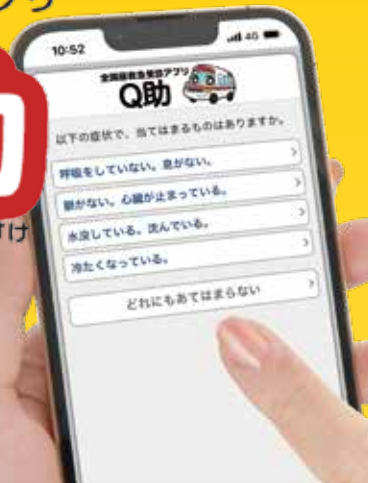 10:52
4G
全国版救急受診アプリ
Q助
以下の症状で、当てはまるものはありますか。
呼吸をしていない。息がない。
脈がない。心臓が止まっている。
水没している。沈んでいる。
冷たくなっている。
どれにもあてはまらない